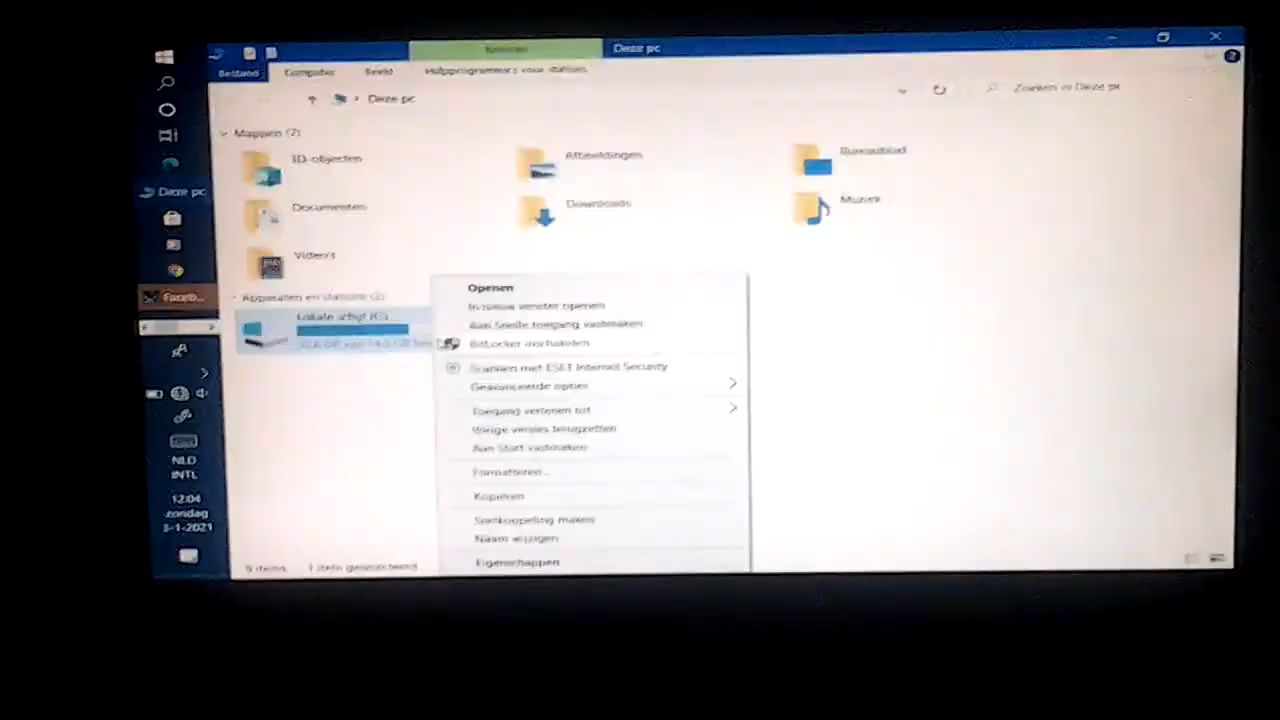 Beheren
Deze pc
Bestand
Computer
Beeld
Hulpprogramma's voor stations
Deze pc
Zoeken in Deze pc
Mappen (7)
3D-objecten
Afbeeldingen
Bureaublad
Documenten
Downloads
Muziek
Video's
Apparaten en stations (2)
Lokale schijf (C:)
Openen
In nieuw venster openen
Aan Snelle toegang vastmaken
BitLocker inschakelen
Scannen met ESET Internet Security
Geavanceerde opties
Toegang verlenen tot
Vorige versies terugzetten
Aan Start vastmaken
Formatteren...
Kopiëren
Snelkoppeling maken
Naam wijzigen
Eigenschappen
9 items
1 item geselecteerd
Deze pc
Faceb...
NLD
INTL
12:04
zondag
3-1-2021